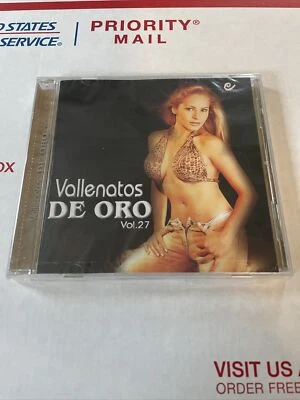 D STATES
L SERVICE®
PRIORITY®
MAIL
OX
Vallenatos
DE ORO
Vol.27
VISIT US
ORDER FREE